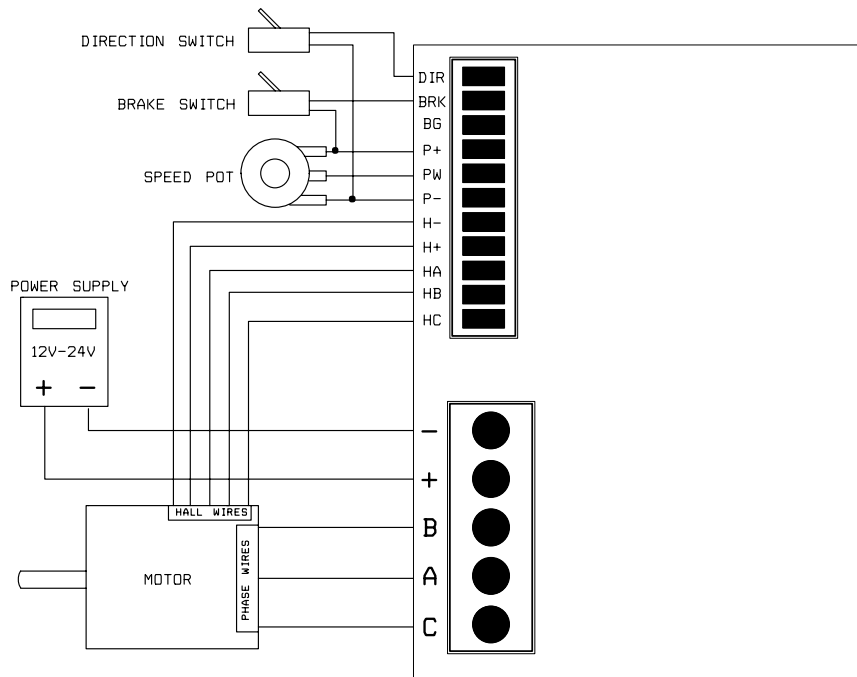 DIRECTION SWITCH
BRAKE SWITCH
SPEED POT
DIR
BRK
BG
P+
PW
P-
H-
H+
HA
HB
HC
POWER SUPPLY
12V-24V
+ -
-
+
B
A
C
HALL WIRES
PHASE WIRES
MOTOR